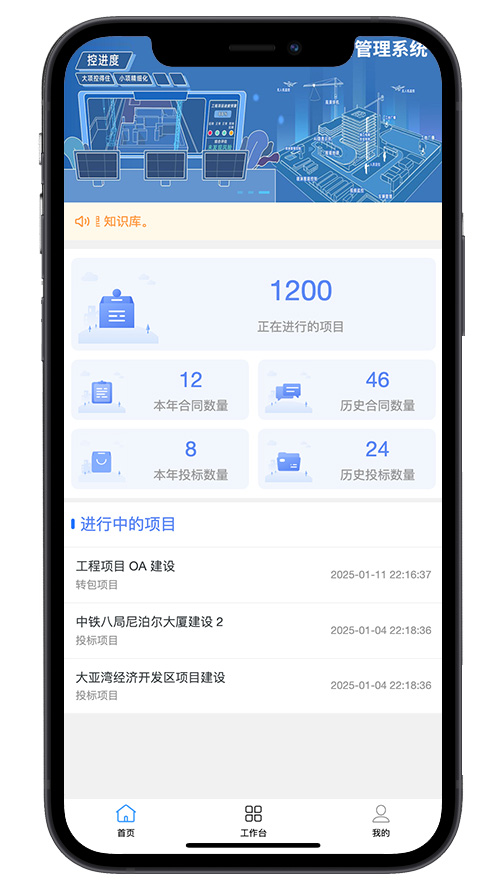 控进度
管理系统
大项控得住 小项精细化
知识库。
1200
正在进行的项目
12
本年合同数量
46
历史合同数量
8
本年投标数量
24
历史投标数量
进行中的项目
工程项目 OA 建设
转包项目
2025-01-11 22:16:37
中铁八局尼泊尔大厦建设 2
投标项目
2025-01-04 22:18:36
大亚湾经济开发区项目建设
投标项目
2025-01-04 22:18:36
首页
工作台
我的